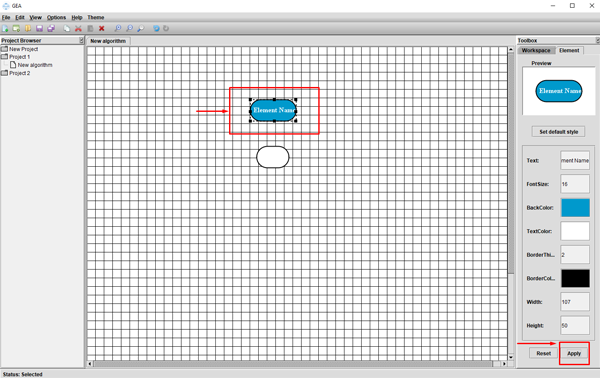 GEA
File Edit View Options Help Theme
Project Browser
New Project
Project 1
New algorithm
Project 2
New algorithm
Element Name
Toolbox
Workspace Element
Preview
Element Name
Set default style
Text: ment Name
FontSize: 16
BackColor:
TextColor:
BorderThi... 2
BorderCol...
Width: 107
Height: 50
Reset Apply
Status: Selected